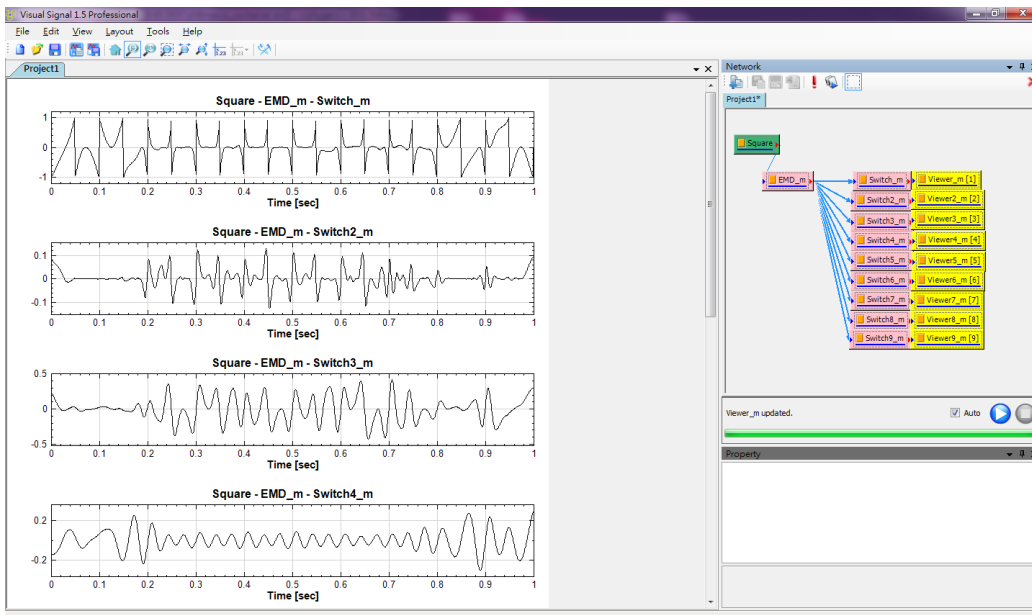 Visual Signal 1.5 Professional
File Edit View Layout Tools Help
Project1
Square - EMD_m - Switch_m
1
0
-1
0 0.1 0.2 0.3 0.4 0.5 0.6 0.7 0.8 0.9 1
Time [sec]
Square - EMD_m - Switch2_m
0.1
0
-0.1
0 0.1 0.2 0.3 0.4 0.5 0.6 0.7 0.8 0.9 1
Time [sec]
Square - EMD_m - Switch3_m
0.5
0
-0.5
0 0.1 0.2 0.3 0.4 0.5 0.6 0.7 0.8 0.9 1
Time [sec]
Square - EMD_m - Switch4_m
0.2
-0.2
0 0.1 0.2 0.3 0.4 0.5 0.6 0.7 0.8 0.9 1
Time [sec]
Network
Project1*
Square
EMD_m
Switch_m Viewer_m [1]
Switch2_m Viewer2_m [2]
Switch3_m Viewer3_m [3]
Switch4_m Viewer4_m [4]
Switch5_m Viewer5_m [5]
Switch6_m Viewer6_m [6]
Switch7_m Viewer7_m [7]
Switch8_m Viewer8_m [8]
Switch9_m Viewer9_m [9]
Viewer_m updated.
Auto
Property